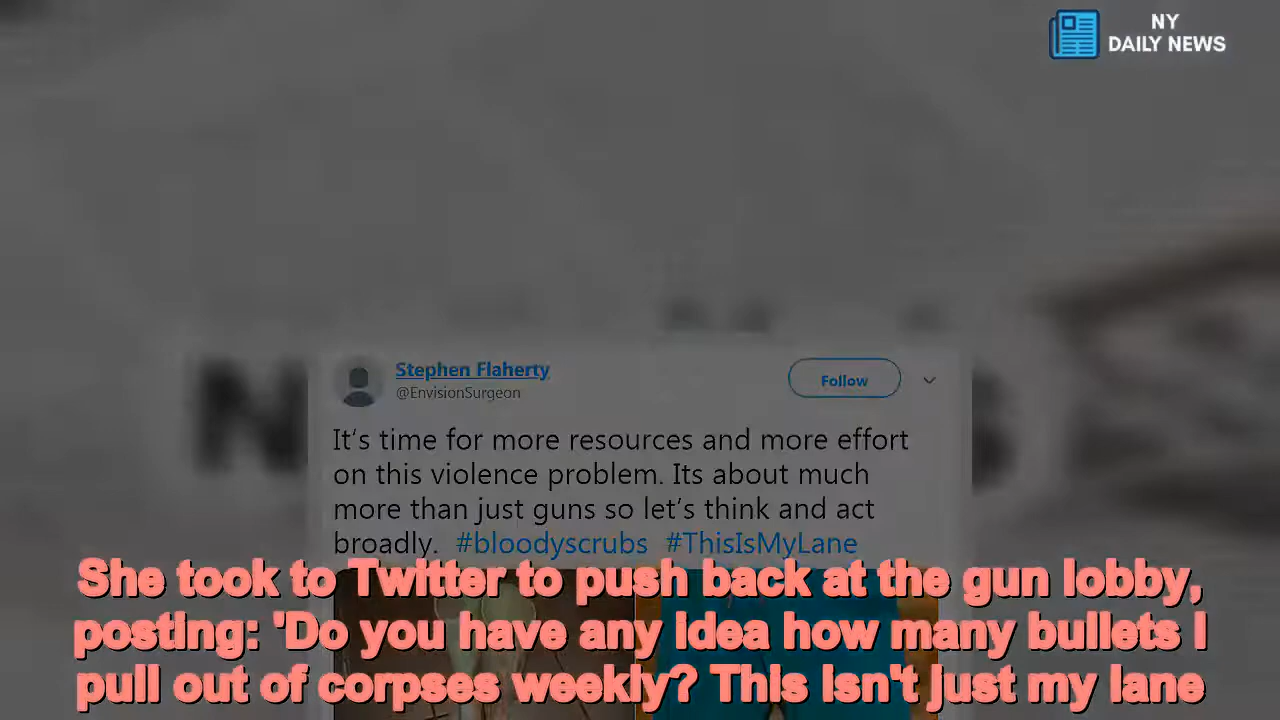 NY
DAILY NEWS
Stephen Flaherty
@EnvisionSurgeon
Follow
It's time for more resources and more effort
on this violence problem. Its about much
more than just guns so let's think and act
broadly. #bloodyscrubs #ThisIsMyLane
She took to Twitter to push back at the gun lobby,
posting: 'Do you have any idea how many bullets I
pull out of corpses weekly? This isn't just my lane